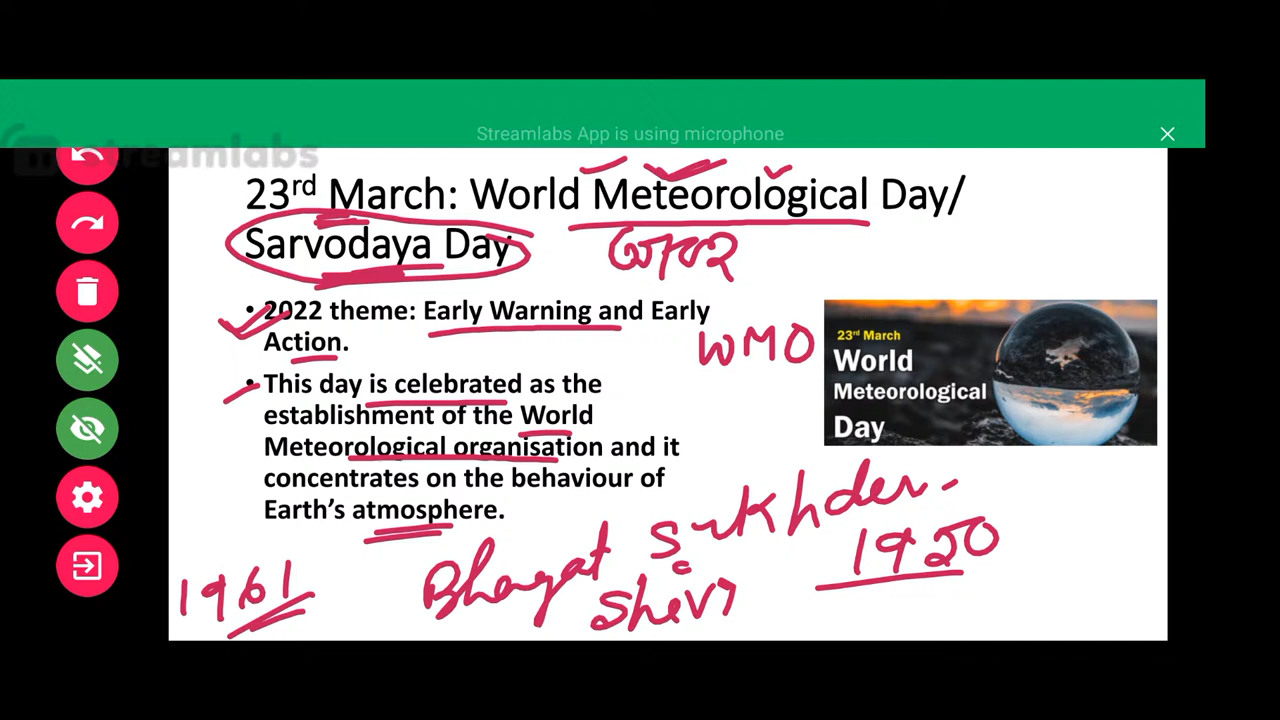 Streamlabs App is using microphone
streamlabs
23rd March: World Meteorological Day/
Sarvodaya Day
• 2022 theme: Early Warning and Early
Action.
• This day is celebrated as the
establishment of the World
Meteorological organisation and it
concentrates on the behaviour of
Earth's atmosphere.
WMO
23rd March
World
Meteorological
Day
Bhagat Sukhdev
1950
1961